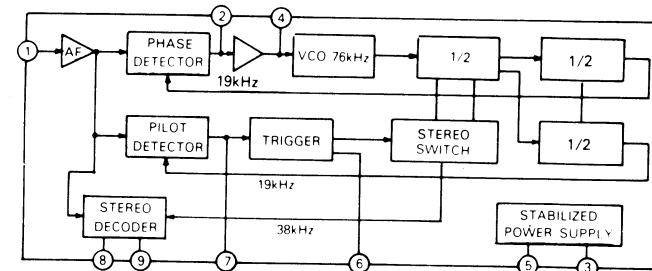 2
4
1
AF
PHASE
DETECTOR
VCO 76kHz
1/2
1/2
19kHz
PILOT
DETECTOR
TRIGGER
STEREO
SWITCH
1/2
19kHz
STEREO
DECODER
38kHz
STABILIZED
POWER SUPPLY
8
9
7
6
5
3